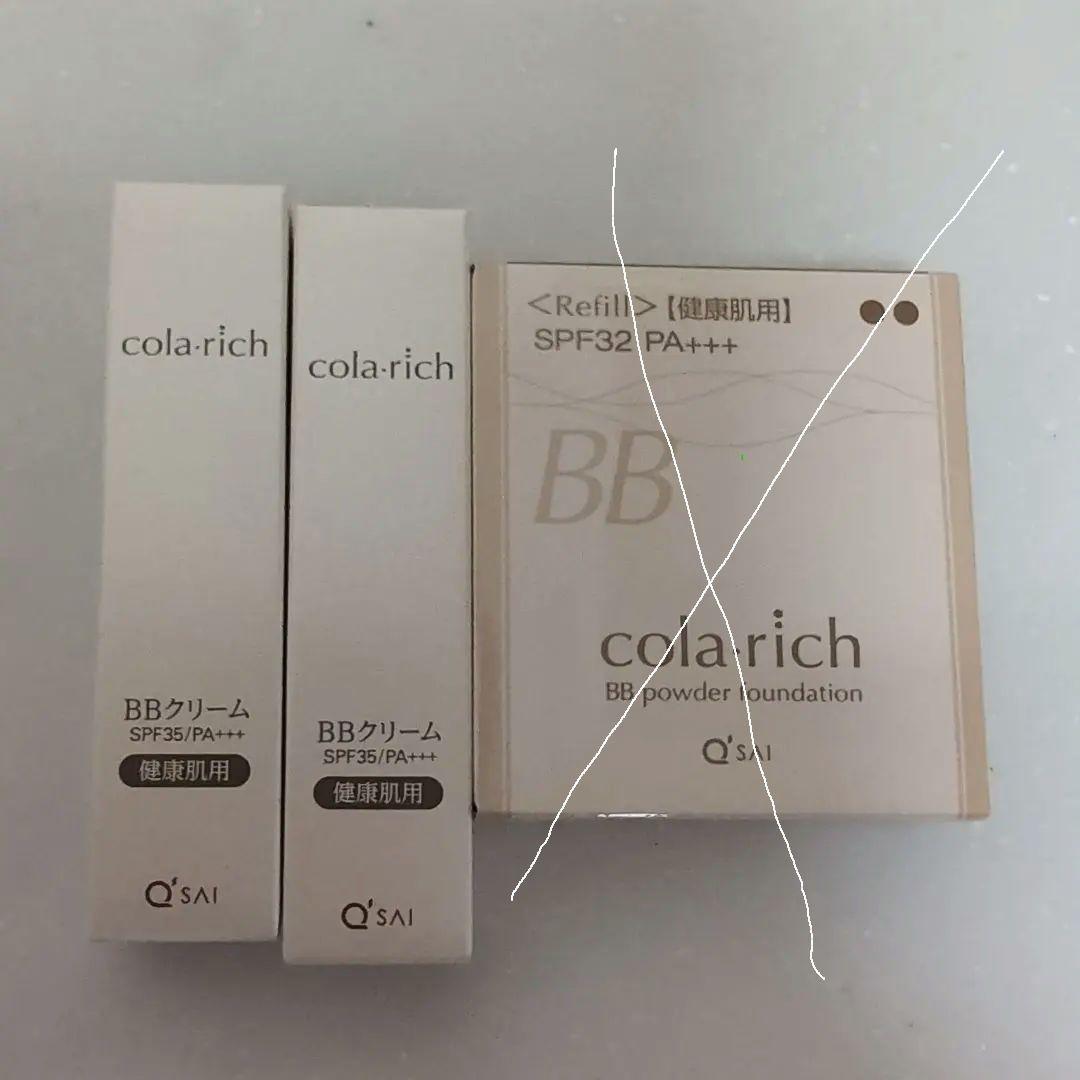 cola·rich
BBクリーム
SPF35/PA+++
健康肌用
Q'SAI
cola·rich
BBクリーム
SPF35/PA+++
健康肌用
Q'SAI
<Refill>【健康肌用】
SPF32 PA+++
BB
cola·rich
BB powder foundation
Q'SAI